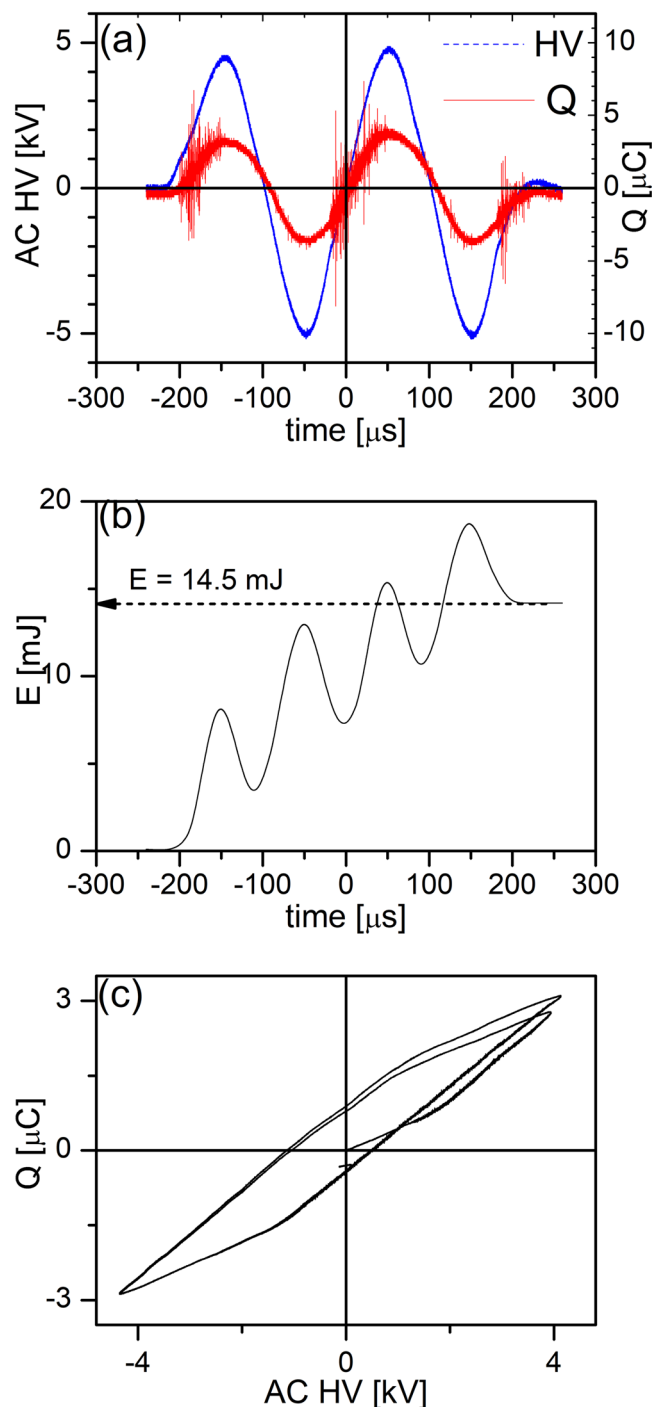 (a)
HV
Q
5
0
-5
AC HV [kV]
10
5
0
-5
-10
Q [μC]
-300 -200 -100 0 100 200 300
time [μs]
(b)
E = 14.5 mJ
20
10
0
E [mJ]
-300 -200 -100 0 100 200 300
time [μs]
(c)
3
0
-3
Q [μC]
-4 0 4
AC HV [kV]